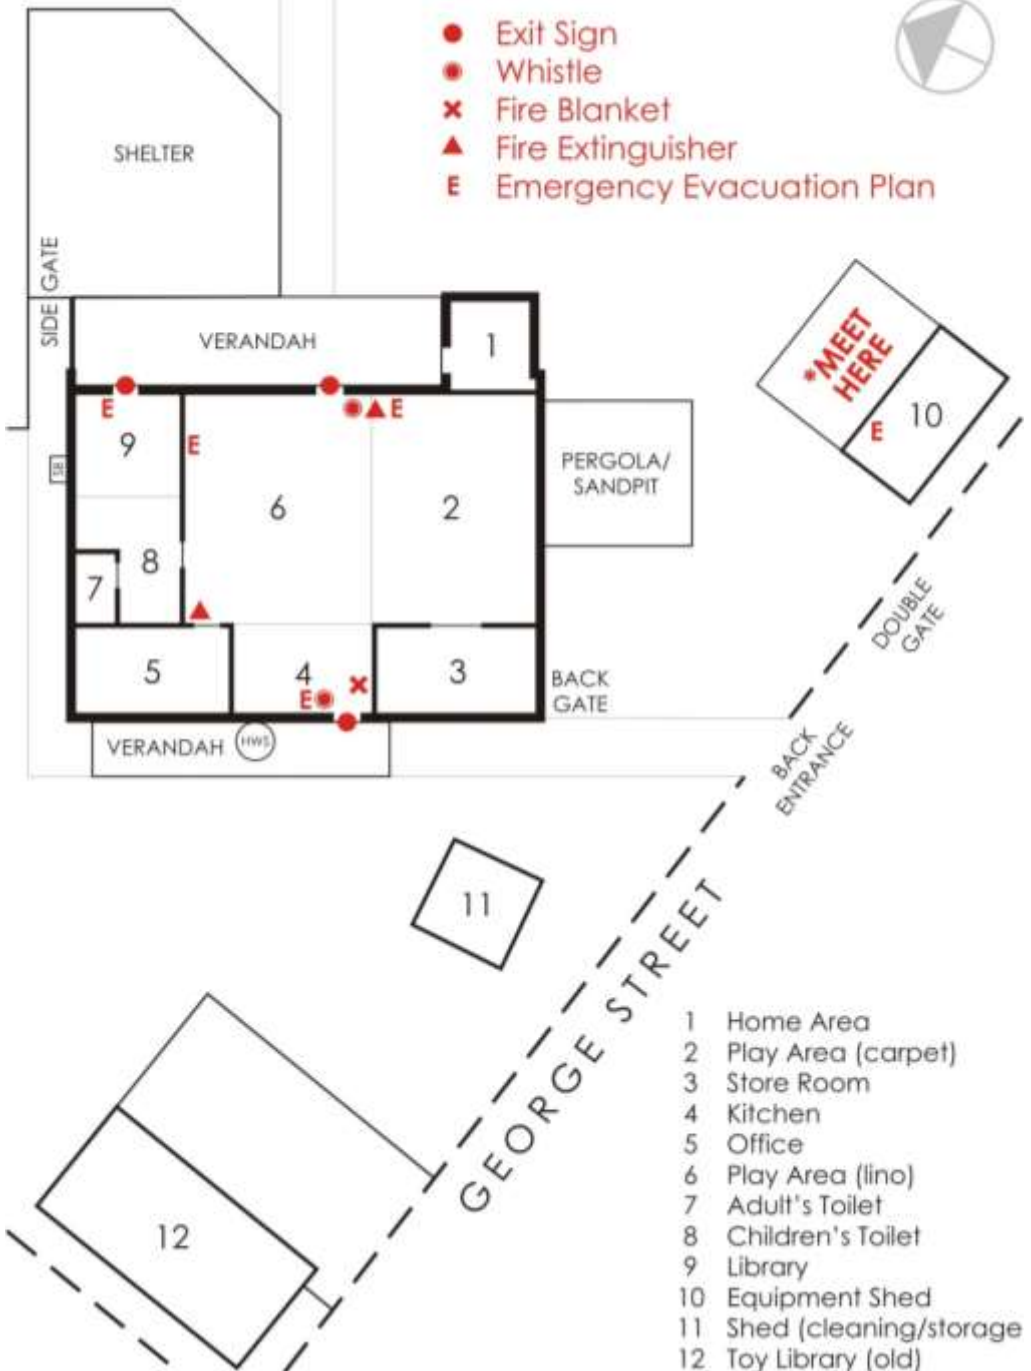 Exit Sign
Whistle
Fire Blanket
Fire Extinguisher
E Emergency Evacuation Plan
SHELTER
SIDE GATE
VERANDAH
1
*MEET
HERE
10
E
E
E
E
9
SB
6
2
PERGOLA/
SANDPIT
8
7
DOUBLE
GATE
5
4
E
3
BACK
GATE
VERANDAH
HWS
BACK
ENTRANCE
11
GEORGE STREET
12
1 Home Area
2 Play Area (carpet)
3 Store Room
4 Kitchen
5 Office
6 Play Area (lino)
7 Adult's Toilet
8 Children's Toilet
9 Library
10 Equipment Shed
11 Shed (cleaning/storage
12 Toy Library (old)